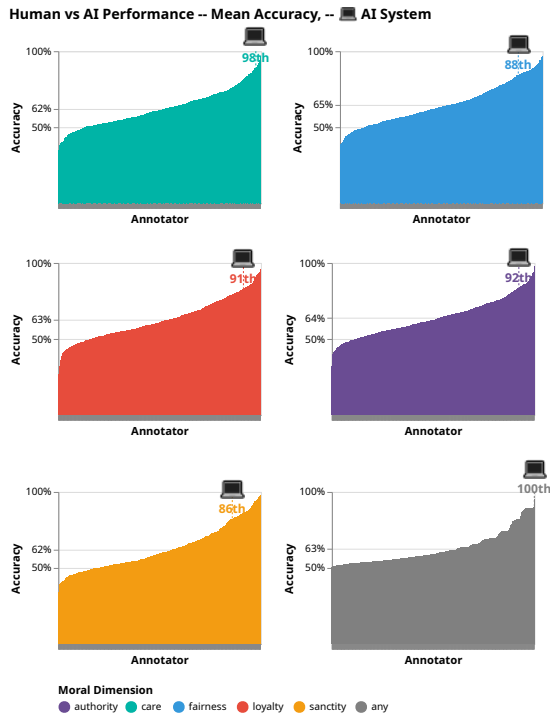 Human vs AI Performance -- Mean Accuracy, -- 💻 AI System
100%
62%
50%
Accuracy
98th
Annotator
100%
65%
50%
Accuracy
88th
Annotator
100%
63%
50%
Accuracy
91th
Annotator
100%
64%
50%
Accuracy
92th
Annotator
100%
62%
50%
Accuracy
86th
Annotator
100%
63%
50%
Accuracy
100th
Annotator
Moral Dimension
authority care fairness loyalty sanctity any